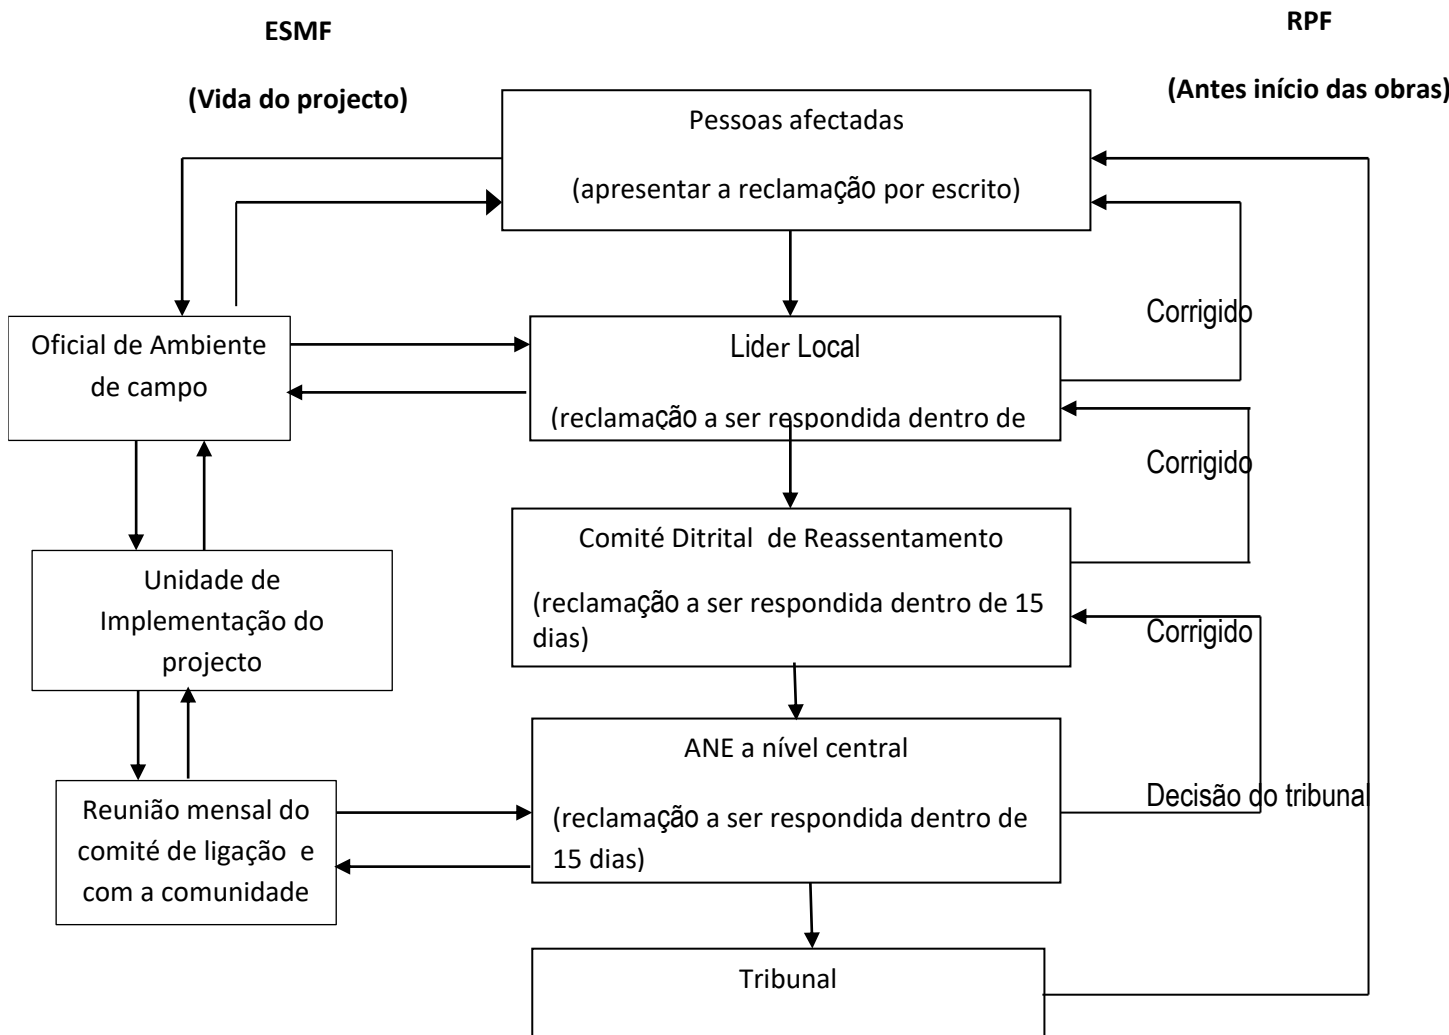 ESMF
(Vida do projecto)
RPF
(Antes início das obras)
Pessoas afectadas
(apresentar a reclamação por escrito)
Oficial de Ambiente
de campo
Lider Local
(reclamação a ser respondida dentro de
Corrigido
Corrigido
Comité Ditrital de Reassentamento
(reclamação a ser respondida dentro de 15
dias)
Unidade de
Implementação do
projecto
Corrigido
ANE a nível central
(reclamação a ser respondida dentro de
15 dias)
Decisão do tribunal
Reunião mensal do
comité de ligação e
com a comunidade
Tribunal